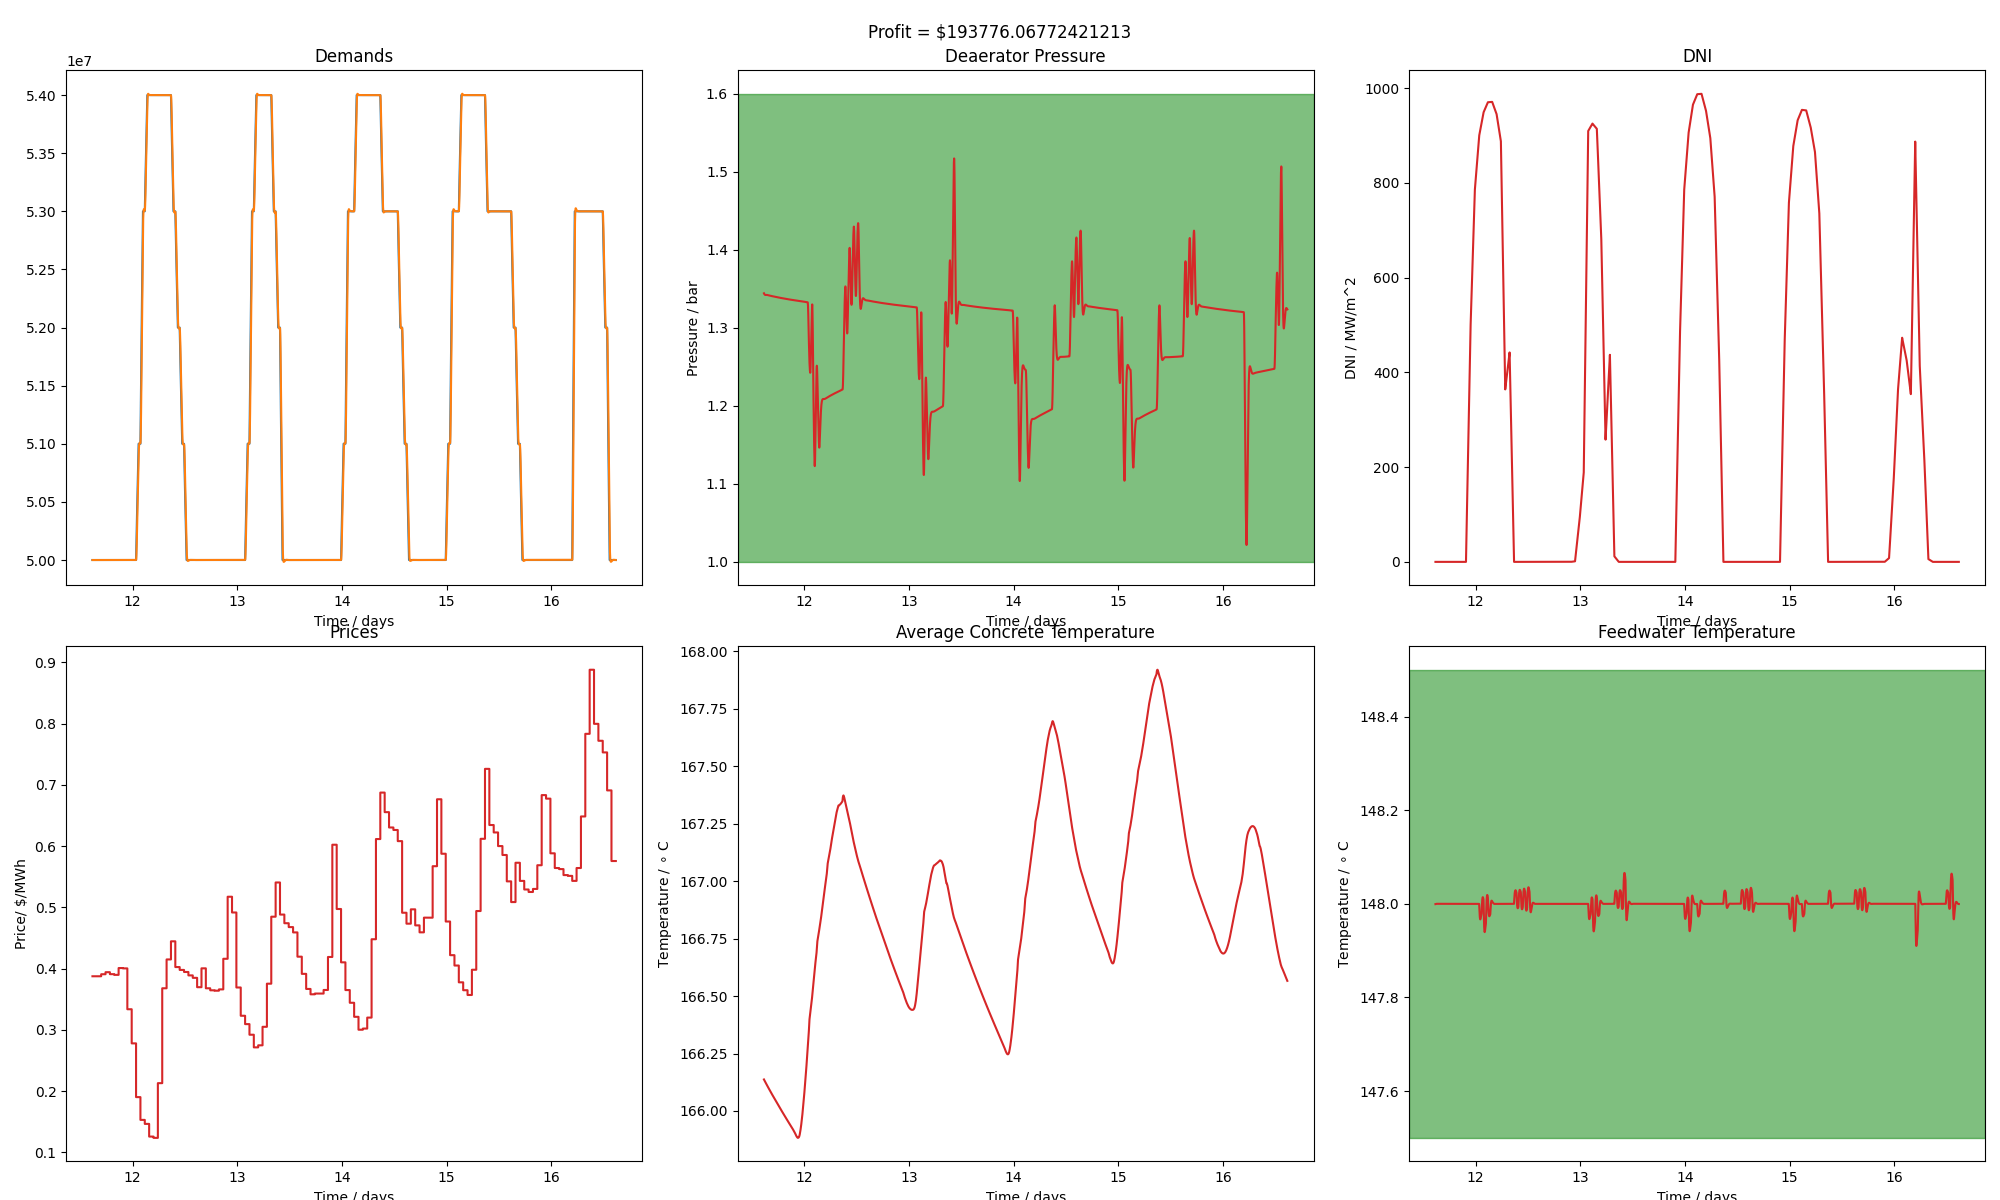 Profit = $193776.06772421213
Demands
1e7
5.40
5.35
5.30
5.25
5.20
5.15
5.10
5.05
5.00
12 13 14 15 16
Time / days
Deaerator Pressure
Pressure / bar
1.6
1.5
1.4
1.3
1.2
1.1
1.0
12 13 14 15 16
Time / days
DNI
DNI / MW/m^2
1000
800
600
400
200
0
12 13 14 15 16
Time / days
Prices
Price/ $/MWh
0.9
0.8
0.7
0.6
0.5
0.4
0.3
0.2
0.1
12 13 14 15 16
Time / days
Average Concrete Temperature
Temperature / ∘ C
168.00
167.75
167.50
167.25
167.00
166.75
166.50
166.25
166.00
12 13 14 15 16
Time / days
Feedwater Temperature
Temperature / ∘ C
148.4
148.2
148.0
147.8
147.6
12 13 14 15 16
Time / days